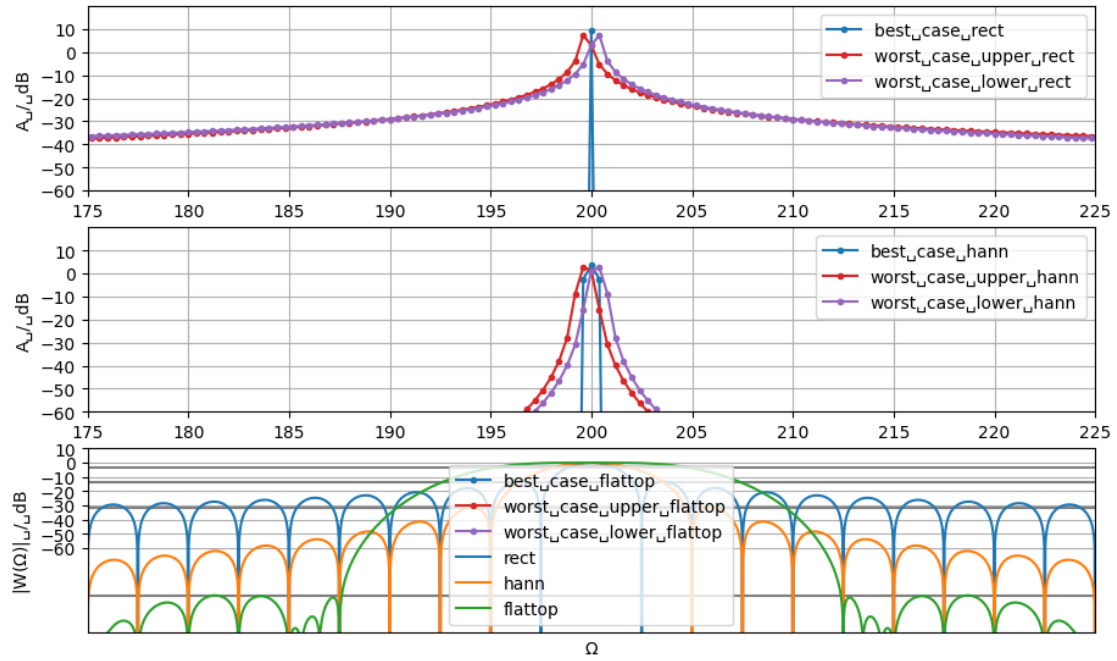 10
0
−10
−20
−30
−40
−50
−60
A␣/␣dB
best␣case␣rect
worst␣case␣upper␣rect
worst␣case␣lower␣rect
175 180 185 190 195 200 205 210 215 220 225
10
0
−10
−20
−30
−40
−50
−60
A␣/␣dB
best␣case␣hann
worst␣case␣upper␣hann
worst␣case␣lower␣hann
175 180 185 190 195 200 205 210 215 220 225
10
0
−10
−20
−30
−40
−50
−60
|W(Ω)|␣/␣dB
best␣case␣flattop
worst␣case␣upper␣flattop
worst␣case␣lower␣flattop
rect
hann
flattop
Ω